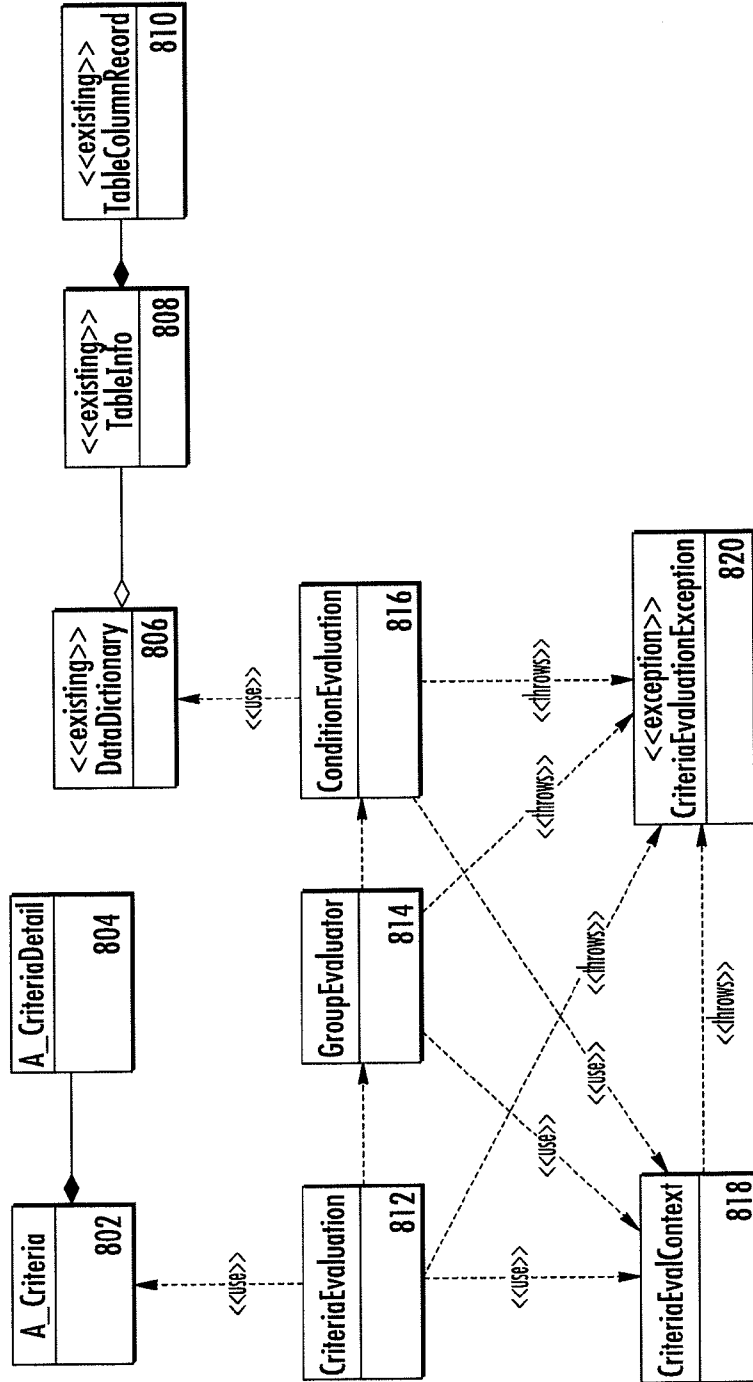 A_Criteria
802
A_CriteriaDetail
804
<<existing>>
DataDictionary
806
<<existing>>
TableInfo
808
<<existing>>
TableColumnRecord
810
<<use>>
<<use>>
CriteriaEvaluation
812
GroupEvaluator
814
ConditionEvaluation
816
<<use>>
<<use>>
<<use>>
<<throws>>
<<throws>>
<<throws>>
CriteriaEvalContext
818
<<throws>>
<<exception>>
CriteriaEvaluationException
820